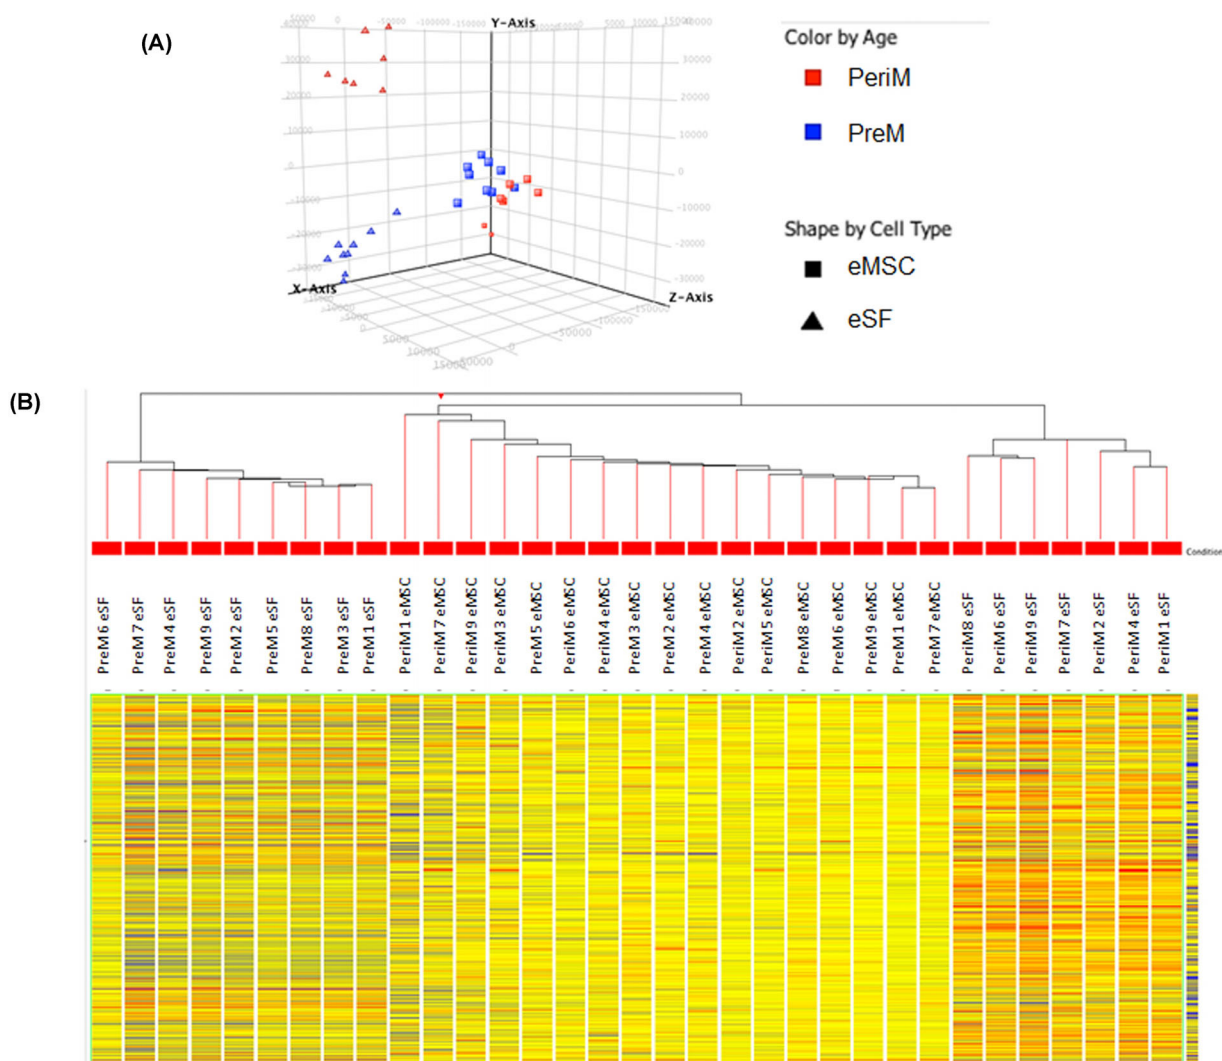 (A)
Y-Axis
X-Axis
Z-Axis
Color by Age
PeriM
PreM
Shape by Cell Type
eMSC
eSF
(B)
Condition
PreM6 eSF
PreM7 eSF
PreM4 eSF
PreM9 eSF
PreM2 eSF
PreM5 eSF
PreM8 eSF
PreM3 eSF
PreM1 eSF
PeriM1 eMSC
PeriM7 eMSC
PeriM9 eMSC
PeriM3 eMSC
PreM5 eMSC
PeriM6 eMSC
PeriM4 eMSC
PreM3 eMSC
PreM2 eMSC
PreM4 eMSC
PeriM2 eMSC
PeriM5 eMSC
PreM8 eMSC
PreM6 eMSC
PreM9 eMSC
PreM1 eMSC
PreM7 eMSC
PeriM8 eSF
PeriM6 eSF
PeriM9 eSF
PeriM7 eSF
PeriM2 eSF
PeriM4 eSF
PeriM1 eSF